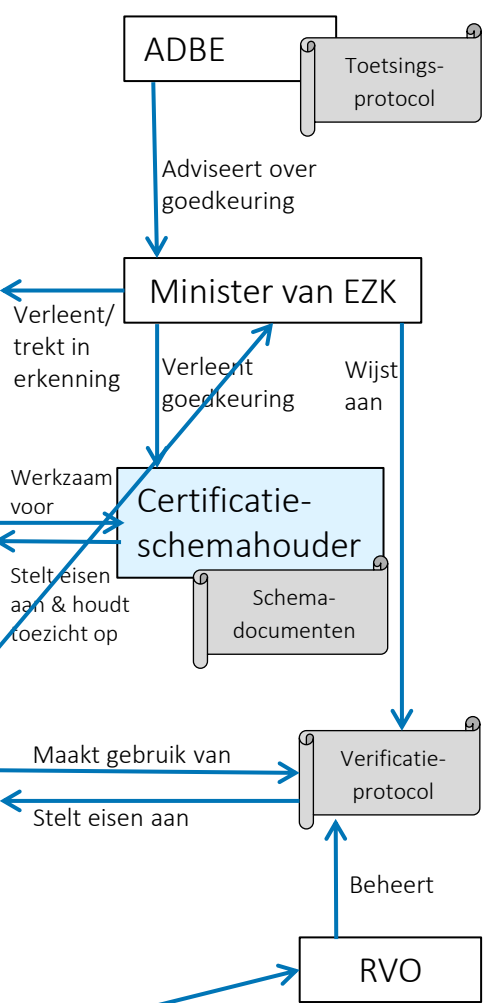 ADBE
Toetsings-
protocol
Adviseert over
goedkeuring
Minister van EZK
Verleent/
trekt in
erkenning
Verleent
goedkeuring
Wijst
aan
Werkzaam
voor
Certificatie-
schemahouder
Stelt eisen
aan & houdt
toezicht op
Schema-
documenten
Maakt gebruik van
Verificatie-
protocol
Stelt eisen aan
Beheert
RVO